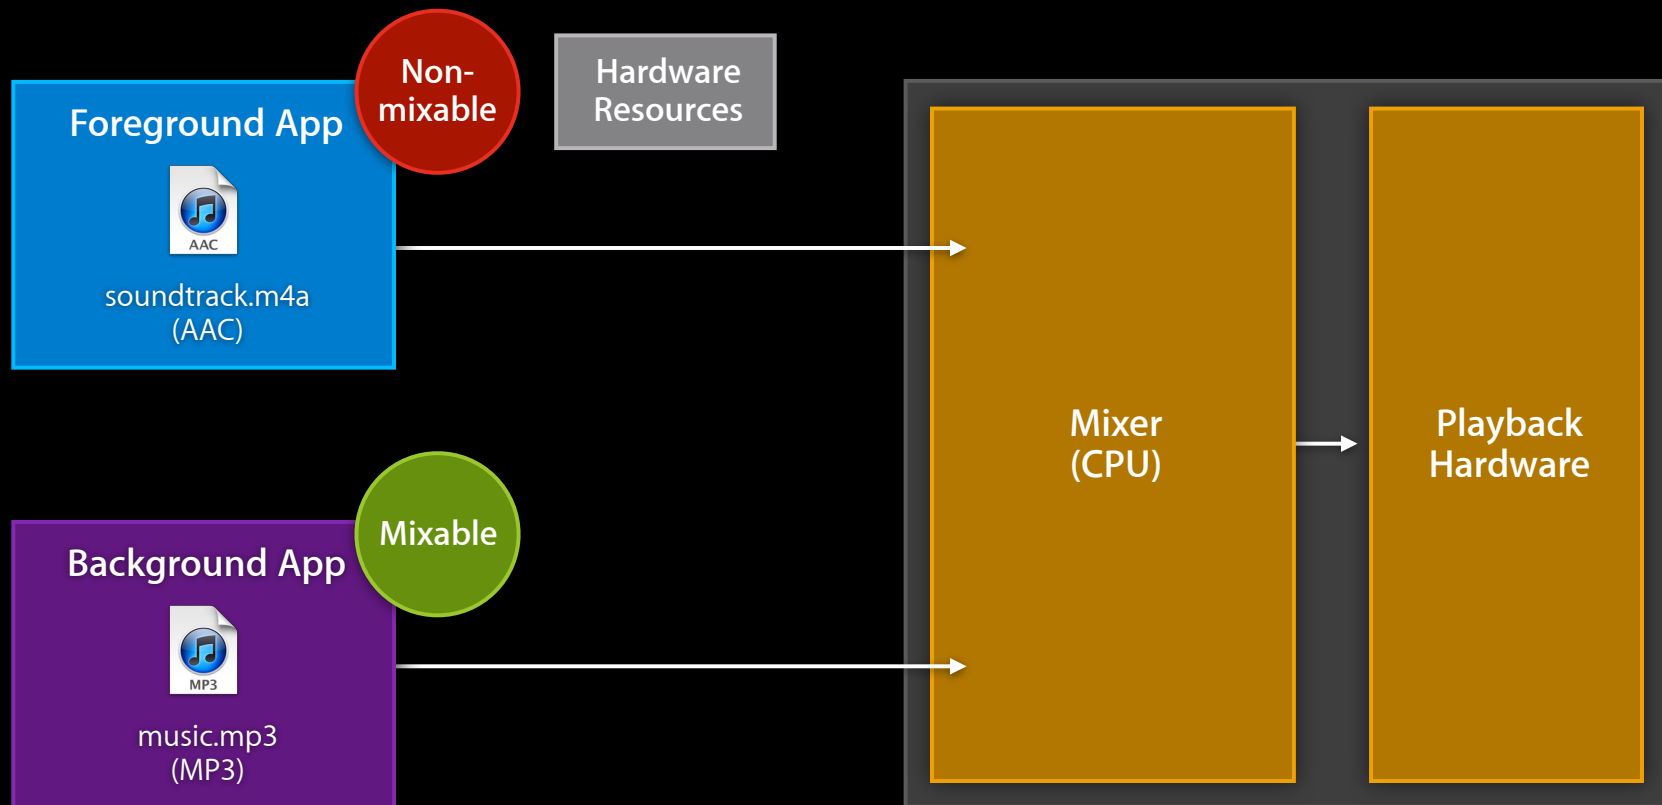 Non-
mixable
Hardware
Resources
Foreground App
AAC
soundtrack.m4a
(AAC)
Mixer
(CPU)
Playback
Hardware
Mixable
Background App
MP3
music.mp3
(MP3)